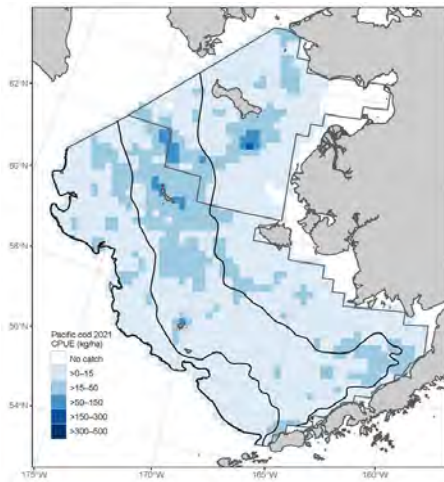 62°N
60°N
58°N
56°N
54°N
Pacific cod 2021
CPUE (kg/ha)
No catch
>0–15
>15–50
>50–150
>150–300
>300–600
175°W
170°W
165°W
160°W